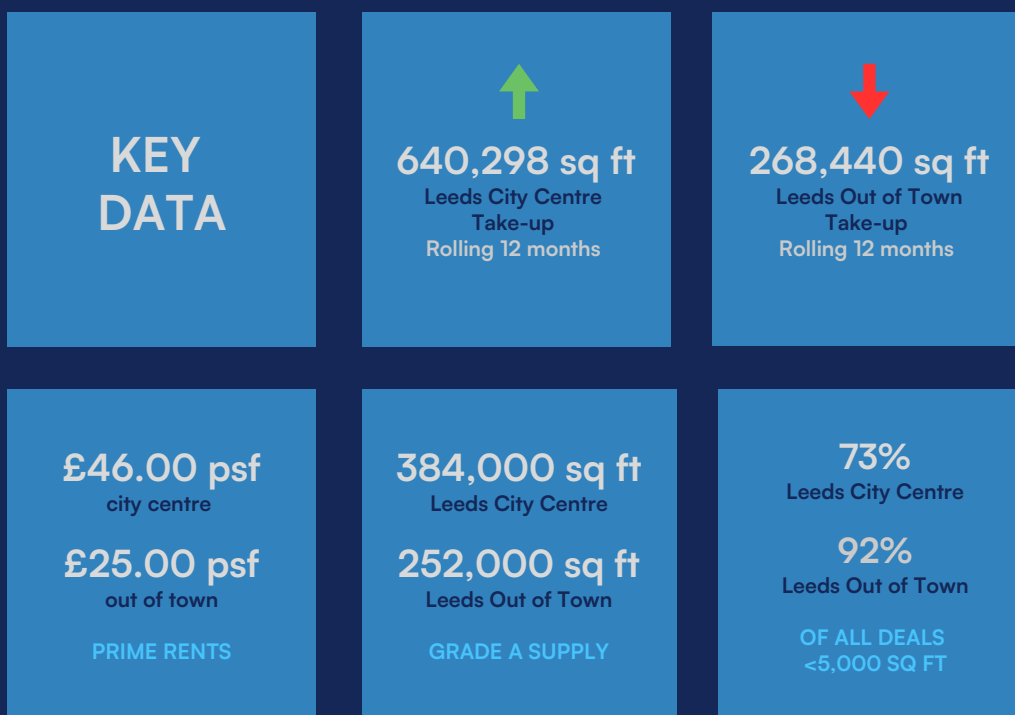 KEY
DATA
640,298 sq ft
Leeds City Centre
Take-up
Rolling 12 months
268,440 sq ft
Leeds Out of Town
Take-up
Rolling 12 months
£46.00 psf
city centre
£25.00 psf
out of town
PRIME RENTS
384,000 sq ft
Leeds City Centre
252,000 sq ft
Leeds Out of Town
GRADE A SUPPLY
73%
Leeds City Centre
92%
Leeds Out of Town
OF ALL DEALS
<5,000 SQ FT